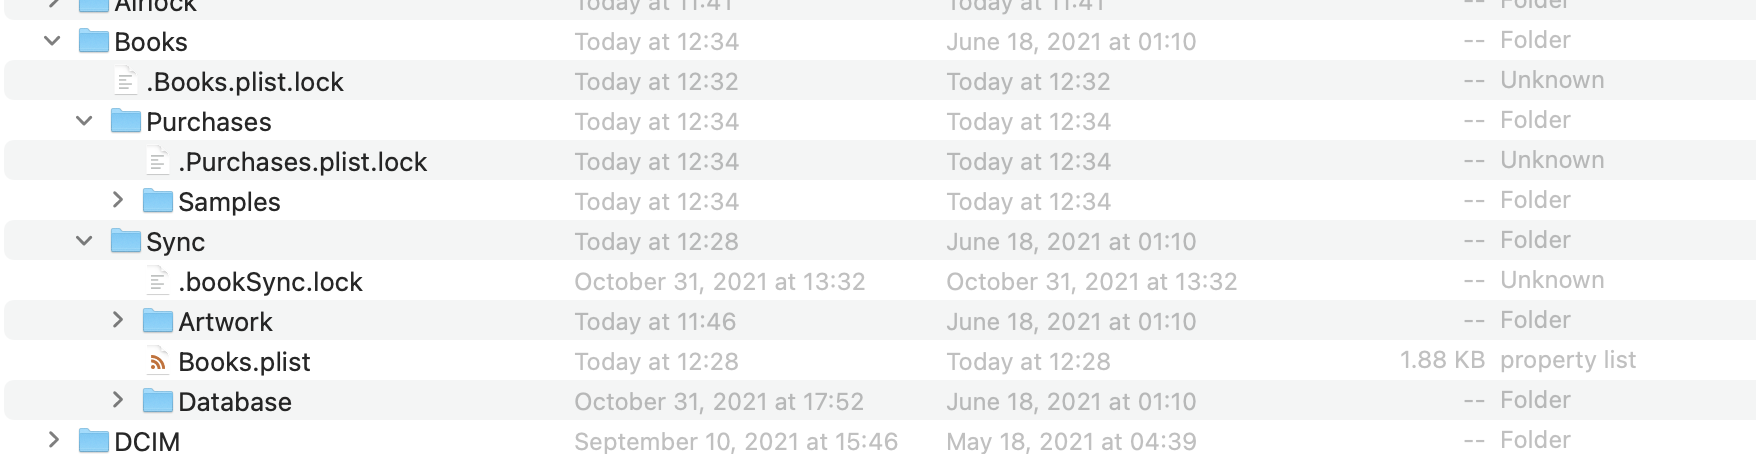 Airlock Today at 11:41 Today at 11:41 -- Folder
Books Today at 12:34 June 18, 2021 at 01:10 -- Folder
.Books.plist.lock Today at 12:32 Today at 12:32 -- Unknown
Purchases Today at 12:34 Today at 12:34 -- Folder
.Purchases.plist.lock Today at 12:34 Today at 12:34 -- Unknown
Samples Today at 12:34 Today at 12:34 -- Folder
Sync Today at 12:28 June 18, 2021 at 01:10 -- Folder
.bookSync.lock October 31, 2021 at 13:32 October 31, 2021 at 13:32 -- Unknown
Artwork Today at 11:46 June 18, 2021 at 01:10 -- Folder
Books.plist Today at 12:28 Today at 12:28 1.88 KB property list
Database October 31, 2021 at 17:52 June 18, 2021 at 01:10 -- Folder
DCIM September 10, 2021 at 15:46 May 18, 2021 at 04:39 -- Folder